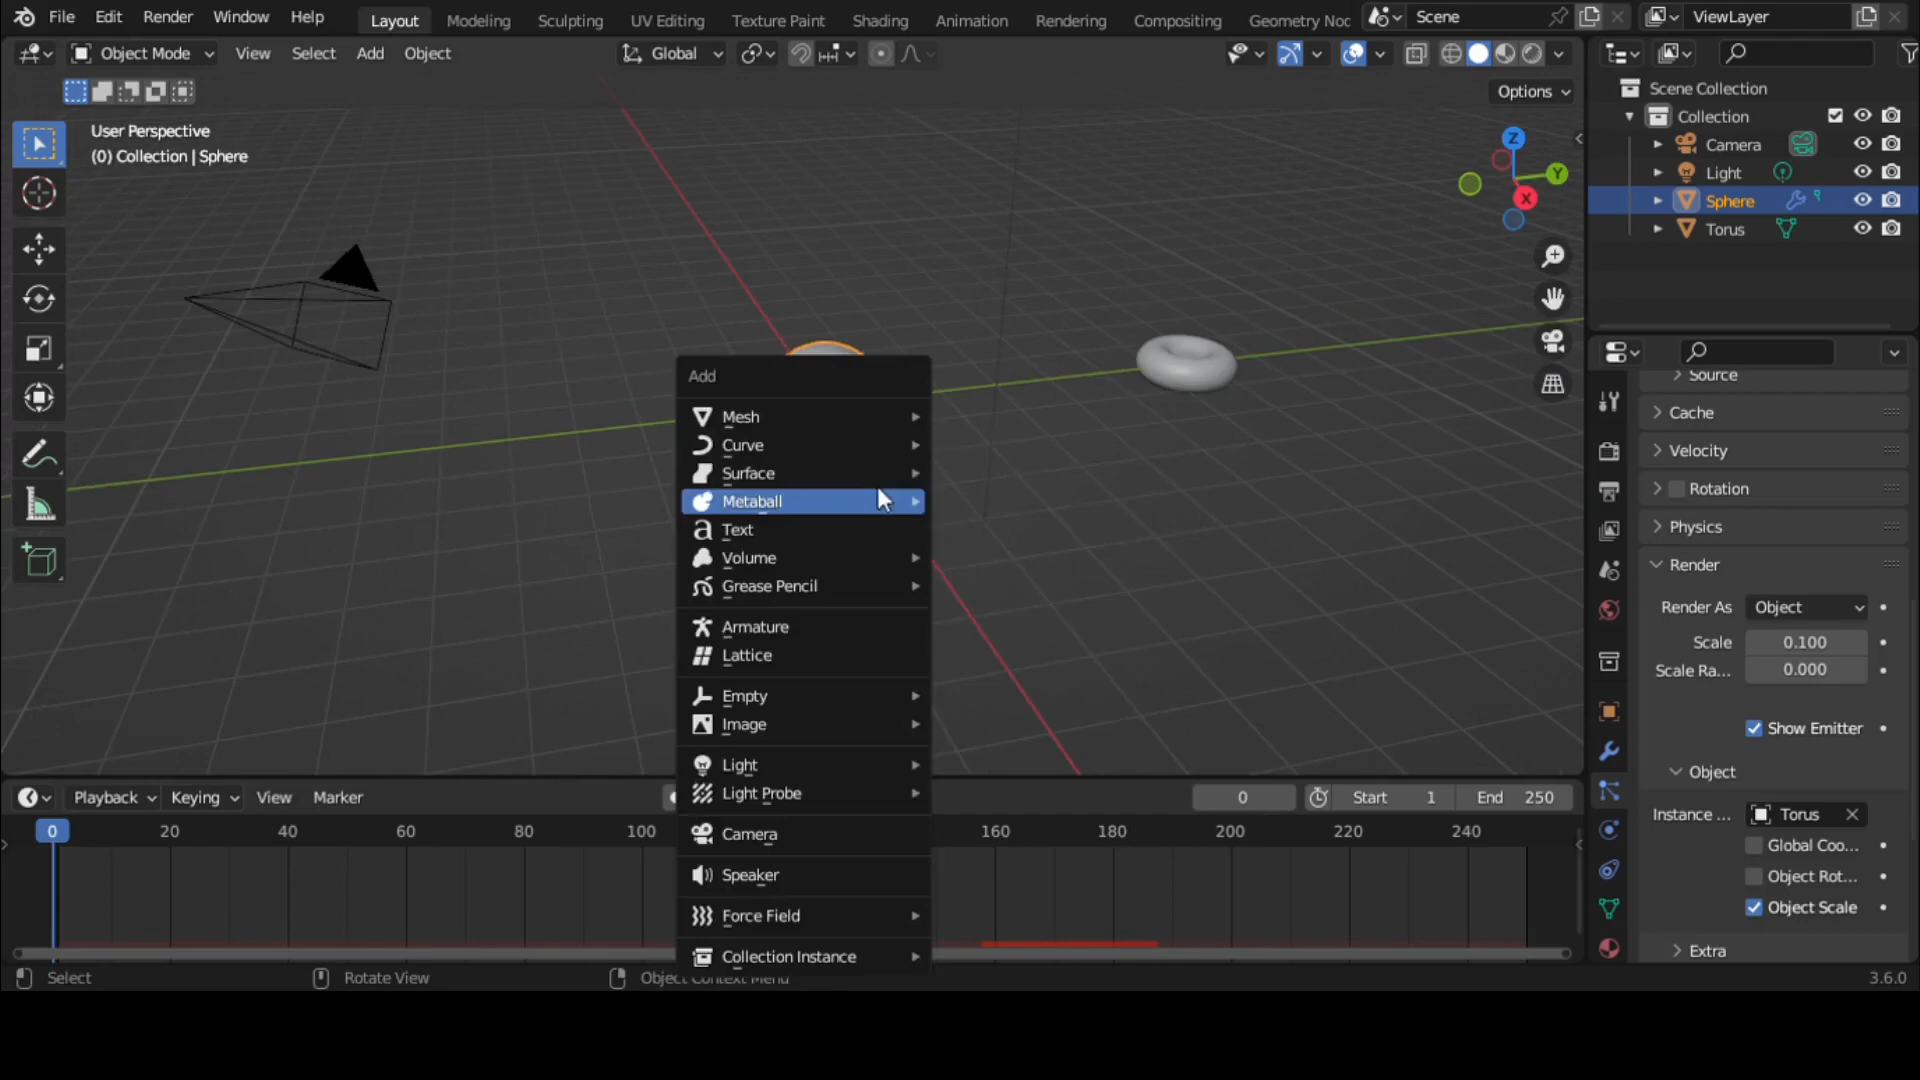 File Edit Render Window Help Layout Modeling Sculpting UV Editing Texture Paint Shading Animation Rendering Compositing Geometry Noc Scene ViewLayer
Object Mode View Select Add Object Global
Options
User Perspective
(0) Collection | Sphere
Z
Y
X
Scene Collection
Collection
Camera
Light
Sphere
Torus
Add
Mesh
Curve
Surface
Metaball
Text
Volume
Grease Pencil
Armature
Lattice
Empty
Image
Light
Light Probe
Camera
Speaker
Force Field
Collection Instance
Source
Cache
Velocity
Rotation
Physics
Render
Render As Object
Scale 0.100
Scale Ra... 0.000
Show Emitter
Object
Instance ... Torus
Global Coo...
Object Rot...
Object Scale
Extra
Playback Keying View Marker 0 Start 1 End 250
0 20 40 60 80 100 160 180 200 220 240
Select Rotate View Object Context Menu 3.6.0